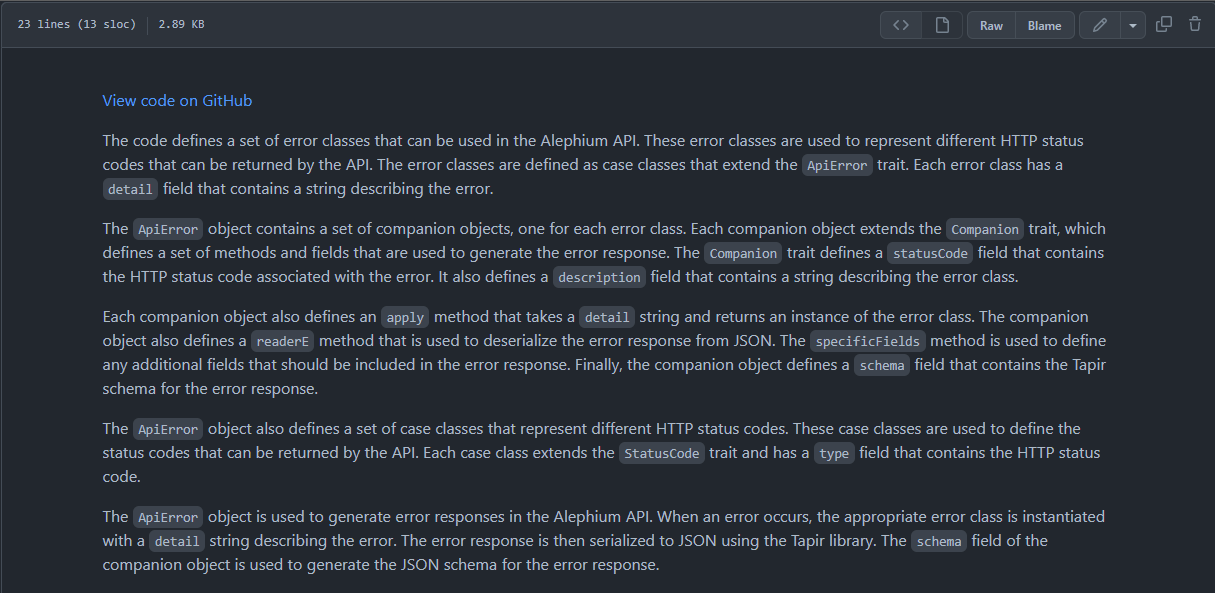 23 lines (13 sloc) 2.89 KB
Raw Blame
View code on GitHub
The code defines a set of error classes that can be used in the Alephium API. These error classes are used to represent different HTTP status
codes that can be returned by the API. The error classes are defined as case classes that extend the ApiError trait. Each error class has a
detail field that contains a string describing the error.
The ApiError object contains a set of companion objects, one for each error class. Each companion object extends the Companion trait, which
defines a set of methods and fields that are used to generate the error response. The Companion trait defines a statusCode field that contains
the HTTP status code associated with the error. It also defines a description field that contains a string describing the error class.
Each companion object also defines an apply method that takes a detail string and returns an instance of the error class. The companion
object also defines a readerE method that is used to deserialize the error response from JSON. The specificFields method is used to define
any additional fields that should be included in the error response. Finally, the companion object defines a schema field that contains the Tapir
schema for the error response.
The ApiError object also defines a set of case classes that represent different HTTP status codes. These case classes are used to define the
status codes that can be returned by the API. Each case class extends the StatusCode trait and has a type field that contains the HTTP status
code.
The ApiError object is used to generate error responses in the Alephium API. When an error occurs, the appropriate error class is instantiated
with a detail string describing the error. The error response is then serialized to JSON using the Tapir library. The schema field of the
companion object is used to generate the JSON schema for the error response.